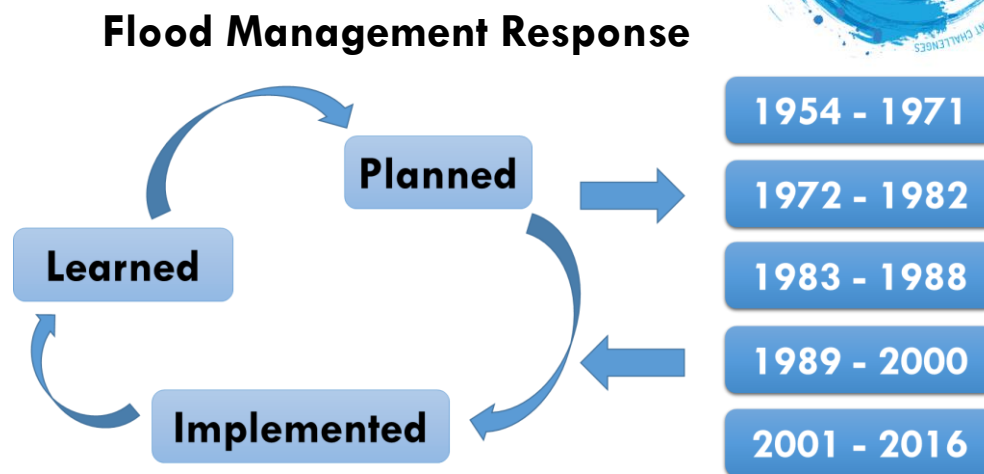 Flood Management Response
Planned
Learned
Implemented
1954 - 1971
1972 - 1982
1983 - 1988
1989 - 2000
2001 - 2016